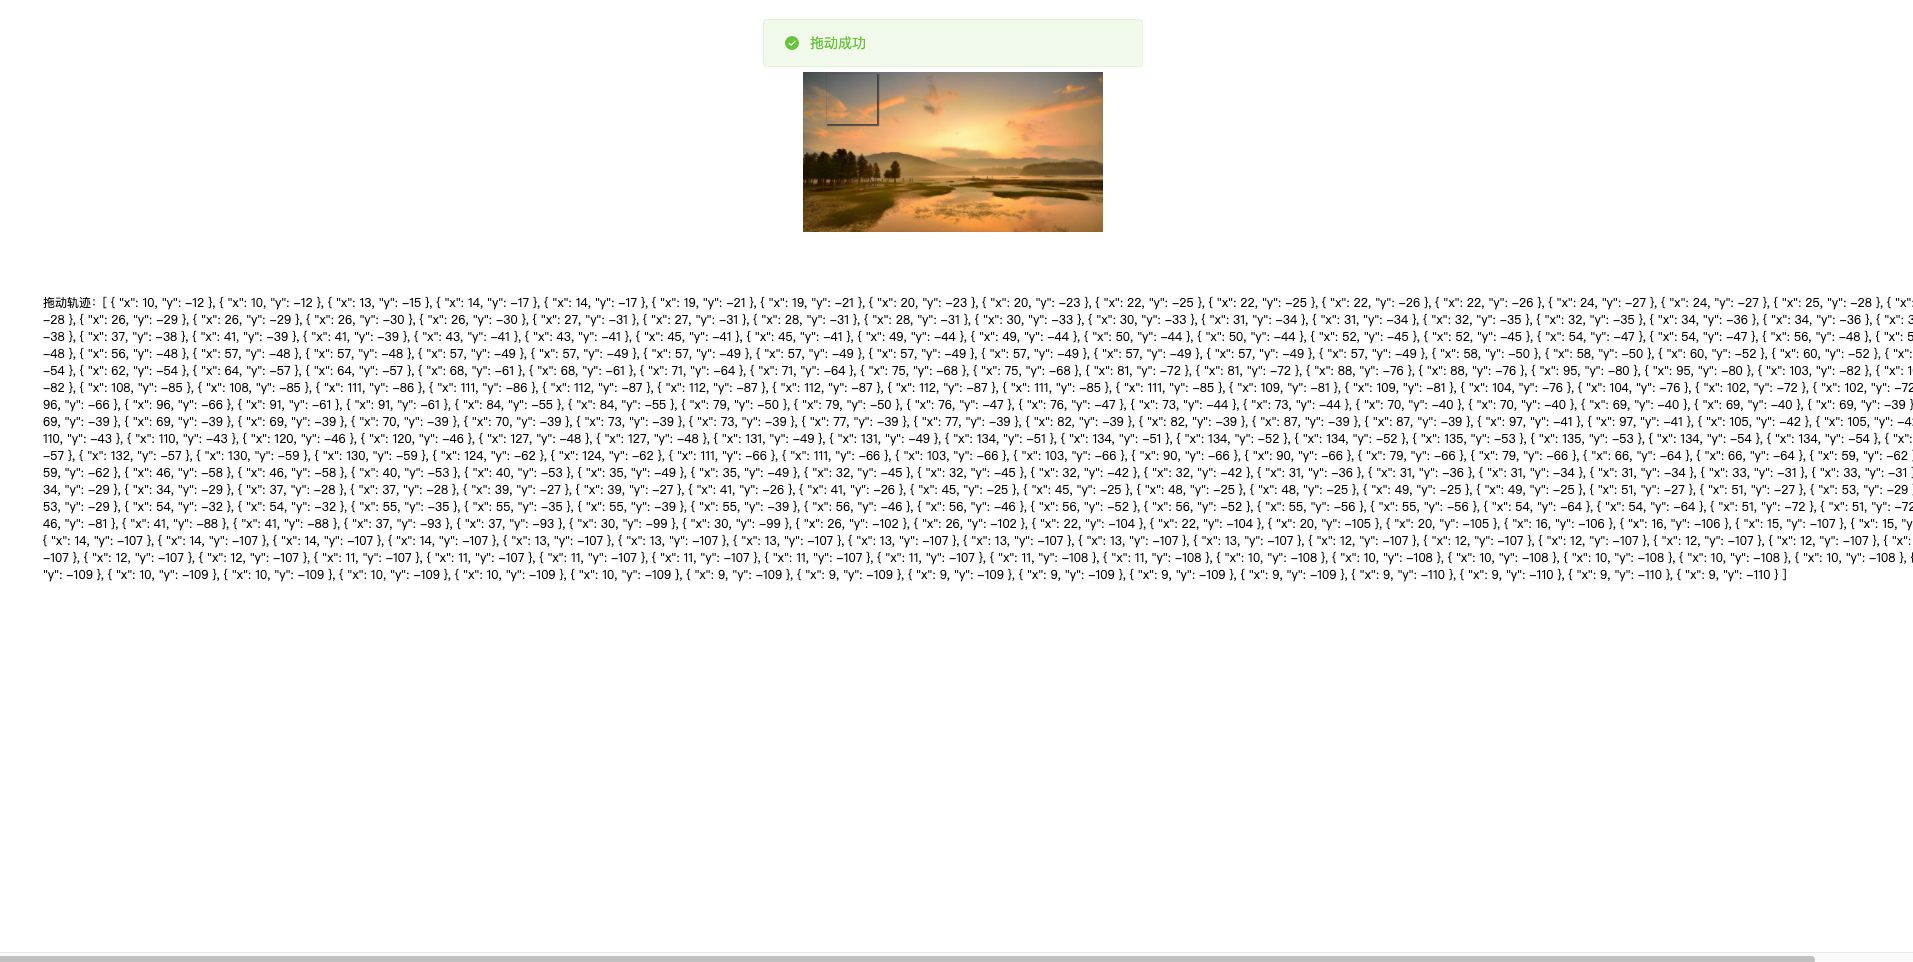 拖动成功
拖动轨迹：[ { "x": 10, "y": -12 }, { "x": 10, "y": -12 }, { "x": 13, "y": -15 }, { "x": 14, "y": -17 }, { "x": 14, "y": -17 }, { "x": 19, "y": -21 }, { "x": 19, "y": -21 }, { "x": 20, "y": -23 }, { "x": 20, "y": -23 }, { "x": 22, "y": -25 }, { "x": 22, "y": -25 }, { "x": 22, "y": -26 }, { "x": 22, "y": -26 }, { "x": 24, "y": -27 }, { "x": 24, "y": -27 }, { "x": 25, "y": -28 }, { "x":
-28 }, { "x": 26, "y": -29 }, { "x": 26, "y": -29 }, { "x": 26, "y": -30 }, { "x": 26, "y": -30 }, { "x": 27, "y": -31 }, { "x": 27, "y": -31 }, { "x": 28, "y": -31 }, { "x": 28, "y": -31 }, { "x": 30, "y": -33 }, { "x": 30, "y": -33 }, { "x": 31, "y": -34 }, { "x": 31, "y": -34 }, { "x": 32, "y": -35 }, { "x": 32, "y": -35 }, { "x": 34, "y": -36 }, { "x": 34, "y": -36 }, { "x":
-38 }, { "x": 37, "y": -38 }, { "x": 41, "y": -39 }, { "x": 41, "y": -39 }, { "x": 43, "y": -41 }, { "x": 43, "y": -41 }, { "x": 45, "y": -41 }, { "x": 45, "y": -41 }, { "x": 49, "y": -44 }, { "x": 49, "y": -44 }, { "x": 50, "y": -44 }, { "x": 50, "y": -44 }, { "x": 52, "y": -45 }, { "x": 52, "y": -45 }, { "x": 54, "y": -47 }, { "x": 54, "y": -47 }, { "x": 56, "y": -48 }, { "x":
-48 }, { "x": 56, "y": -48 }, { "x": 57, "y": -48 }, { "x": 57, "y": -48 }, { "x": 57, "y": -49 }, { "x": 57, "y": -49 }, { "x": 57, "y": -49 }, { "x": 57, "y": -49 }, { "x": 57, "y": -49 }, { "x": 57, "y": -49 }, { "x": 57, "y": -49 }, { "x": 57, "y": -49 }, { "x": 57, "y": -49 }, { "x": 58, "y": -50 }, { "x": 58, "y": -50 }, { "x": 60, "y": -52 }, { "x": 60, "y": -52 }, { "x":
-54 }, { "x": 62, "y": -54 }, { "x": 64, "y": -57 }, { "x": 64, "y": -57 }, { "x": 68, "y": -61 }, { "x": 68, "y": -61 }, { "x": 71, "y": -64 }, { "x": 71, "y": -64 }, { "x": 75, "y": -68 }, { "x": 75, "y": -68 }, { "x": 81, "y": -72 }, { "x": 81, "y": -72 }, { "x": 88, "y": -76 }, { "x": 88, "y": -76 }, { "x": 95, "y": -80 }, { "x": 95, "y": -80 }, { "x": 103, "y": -82 }, { "x":
-82 }, { "x": 108, "y": -85 }, { "x": 108, "y": -85 }, { "x": 111, "y": -86 }, { "x": 111, "y": -86 }, { "x": 112, "y": -87 }, { "x": 112, "y": -87 }, { "x": 112, "y": -87 }, { "x": 112, "y": -87 }, { "x": 111, "y": -85 }, { "x": 111, "y": -85 }, { "x": 109, "y": -81 }, { "x": 109, "y": -81 }, { "x": 104, "y": -76 }, { "x": 104, "y": -76 }, { "x": 102, "y": -72 }, { "x": 102, "y": -72
96, "y": -66 }, { "x": 96, "y": -66 }, { "x": 91, "y": -61 }, { "x": 91, "y": -61 }, { "x": 84, "y": -55 }, { "x": 84, "y": -55 }, { "x": 79, "y": -50 }, { "x": 79, "y": -50 }, { "x": 76, "y": -47 }, { "x": 76, "y": -47 }, { "x": 73, "y": -44 }, { "x": 73, "y": -44 }, { "x": 70, "y": -40 }, { "x": 70, "y": -40 }, { "x": 69, "y": -40 }, { "x": 69, "y": -40 }, { "x": 69, "y": -39 }
69, "y": -39 }, { "x": 69, "y": -39 }, { "x": 69, "y": -39 }, { "x": 70, "y": -39 }, { "x": 70, "y": -39 }, { "x": 73, "y": -39 }, { "x": 73, "y": -39 }, { "x": 77, "y": -39 }, { "x": 77, "y": -39 }, { "x": 82, "y": -39 }, { "x": 82, "y": -39 }, { "x": 87, "y": -39 }, { "x": 87, "y": -39 }, { "x": 97, "y": -41 }, { "x": 97, "y": -41 }, { "x": 105, "y": -42 }, { "x": 105, "y":
110, "y": -43 }, { "x": 110, "y": -43 }, { "x": 120, "y": -46 }, { "x": 120, "y": -46 }, { "x": 127, "y": -48 }, { "x": 127, "y": -48 }, { "x": 131, "y": -49 }, { "x": 131, "y": -49 }, { "x": 134, "y": -51 }, { "x": 134, "y": -51 }, { "x": 134, "y": -52 }, { "x": 134, "y": -52 }, { "x": 135, "y": -53 }, { "x": 135, "y": -53 }, { "x": 134, "y": -54 }, { "x": 134, "y": -54 }, { "x":
-57 }, { "x": 132, "y": -57 }, { "x": 130, "y": -59 }, { "x": 130, "y": -59 }, { "x": 124, "y": -62 }, { "x": 124, "y": -62 }, { "x": 111, "y": -66 }, { "x": 111, "y": -66 }, { "x": 103, "y": -66 }, { "x": 103, "y": -66 }, { "x": 90, "y": -66 }, { "x": 90, "y": -66 }, { "x": 79, "y": -66 }, { "x": 79, "y": -66 }, { "x": 66, "y": -64 }, { "x": 66, "y": -64 }, { "x": 59, "y": -62
59, "y": -62 }, { "x": 46, "y": -58 }, { "x": 46, "y": -58 }, { "x": 40, "y": -53 }, { "x": 40, "y": -53 }, { "x": 35, "y": -49 }, { "x": 35, "y": -49 }, { "x": 32, "y": -45 }, { "x": 32, "y": -45 }, { "x": 32, "y": -42 }, { "x": 32, "y": -42 }, { "x": 31, "y": -36 }, { "x": 31, "y": -36 }, { "x": 31, "y": -34 }, { "x": 31, "y": -34 }, { "x": 33, "y": -31 }, { "x": 33, "y": -31 }
34, "y": -29 }, { "x": 34, "y": -29 }, { "x": 37, "y": -28 }, { "x": 37, "y": -28 }, { "x": 39, "y": -27 }, { "x": 39, "y": -27 }, { "x": 41, "y": -26 }, { "x": 41, "y": -26 }, { "x": 45, "y": -25 }, { "x": 45, "y": -25 }, { "x": 48, "y": -25 }, { "x": 48, "y": -25 }, { "x": 49, "y": -25 }, { "x": 49, "y": -25 }, { "x": 51, "y": -27 }, { "x": 51, "y": -27 }, { "x": 53, "y": -29
53, "y": -29 }, { "x": 54, "y": -32 }, { "x": 54, "y": -32 }, { "x": 55, "y": -35 }, { "x": 55, "y": -35 }, { "x": 55, "y": -39 }, { "x": 55, "y": -39 }, { "x": 56, "y": -46 }, { "x": 56, "y": -46 }, { "x": 56, "y": -52 }, { "x": 56, "y": -52 }, { "x": 55, "y": -56 }, { "x": 55, "y": -56 }, { "x": 54, "y": -64 }, { "x": 54, "y": -64 }, { "x": 51, "y": -72 }, { "x": 51, "y": -72
46, "y": -81 }, { "x": 41, "y": -88 }, { "x": 41, "y": -88 }, { "x": 37, "y": -93 }, { "x": 37, "y": -93 }, { "x": 30, "y": -99 }, { "x": 30, "y": -99 }, { "x": 26, "y": -102 }, { "x": 26, "y": -102 }, { "x": 22, "y": -104 }, { "x": 22, "y": -104 }, { "x": 20, "y": -105 }, { "x": 20, "y": -105 }, { "x": 16, "y": -106 }, { "x": 16, "y": -106 }, { "x": 15, "y": -107 }, { "x": 15,
{ "x": 14, "y": -107 }, { "x": 14, "y": -107 }, { "x": 14, "y": -107 }, { "x": 14, "y": -107 }, { "x": 13, "y": -107 }, { "x": 13, "y": -107 }, { "x": 13, "y": -107 }, { "x": 13, "y": -107 }, { "x": 13, "y": -107 }, { "x": 13, "y": -107 }, { "x": 13, "y": -107 }, { "x": 12, "y": -107 }, { "x": 12, "y": -107 }, { "x": 12, "y": -107 }, { "x": 12, "y": -107 }, { "x": 12, "y": -107 }, { "x":
-107 }, { "x": 12, "y": -107 }, { "x": 12, "y": -107 }, { "x": 11, "y": -107 }, { "x": 11, "y": -107 }, { "x": 11, "y": -107 }, { "x": 11, "y": -107 }, { "x": 11, "y": -107 }, { "x": 11, "y": -107 }, { "x": 11, "y": -108 }, { "x": 11, "y": -108 }, { "x": 10, "y": -108 }, { "x": 10, "y": -108 }, { "x": 10, "y": -108 }, { "x": 10, "y": -108 }, { "x": 10, "y": -108 }, { "x": 10, "y": -108 },
"y": -109 }, { "x": 10, "y": -109 }, { "x": 10, "y": -109 }, { "x": 10, "y": -109 }, { "x": 10, "y": -109 }, { "x": 10, "y": -109 }, { "x": 9, "y": -109 }, { "x": 9, "y": -109 }, { "x": 9, "y": -109 }, { "x": 9, "y": -109 }, { "x": 9, "y": -109 }, { "x": 9, "y": -109 }, { "x": 9, "y": -110 }, { "x": 9, "y": -110 }, { "x": 9, "y": -110 }, { "x": 9, "y": -110 } ]